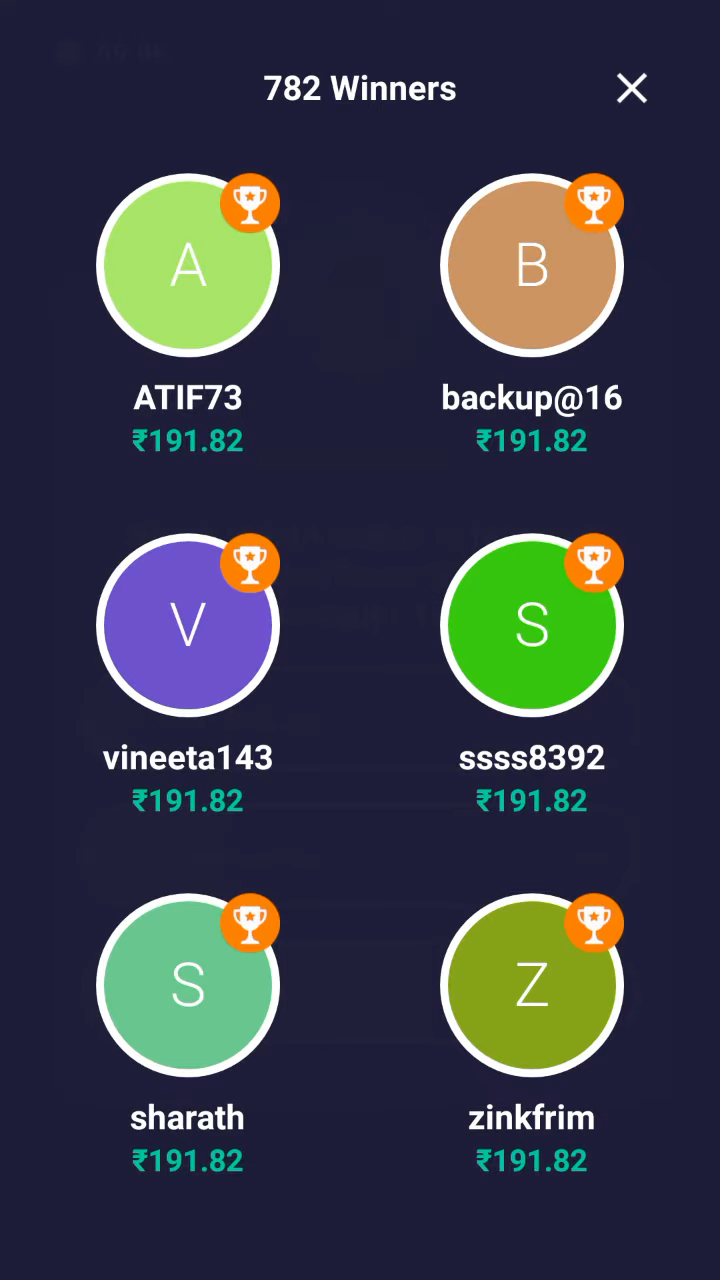 782 Winners
A
B
ATIF73
backup@16
₹191.82
₹191.82
V
S
vineeta143
ssss8392
₹191.82
₹191.82
S
Z
sharath
zinkfrim
₹191.82
₹191.82